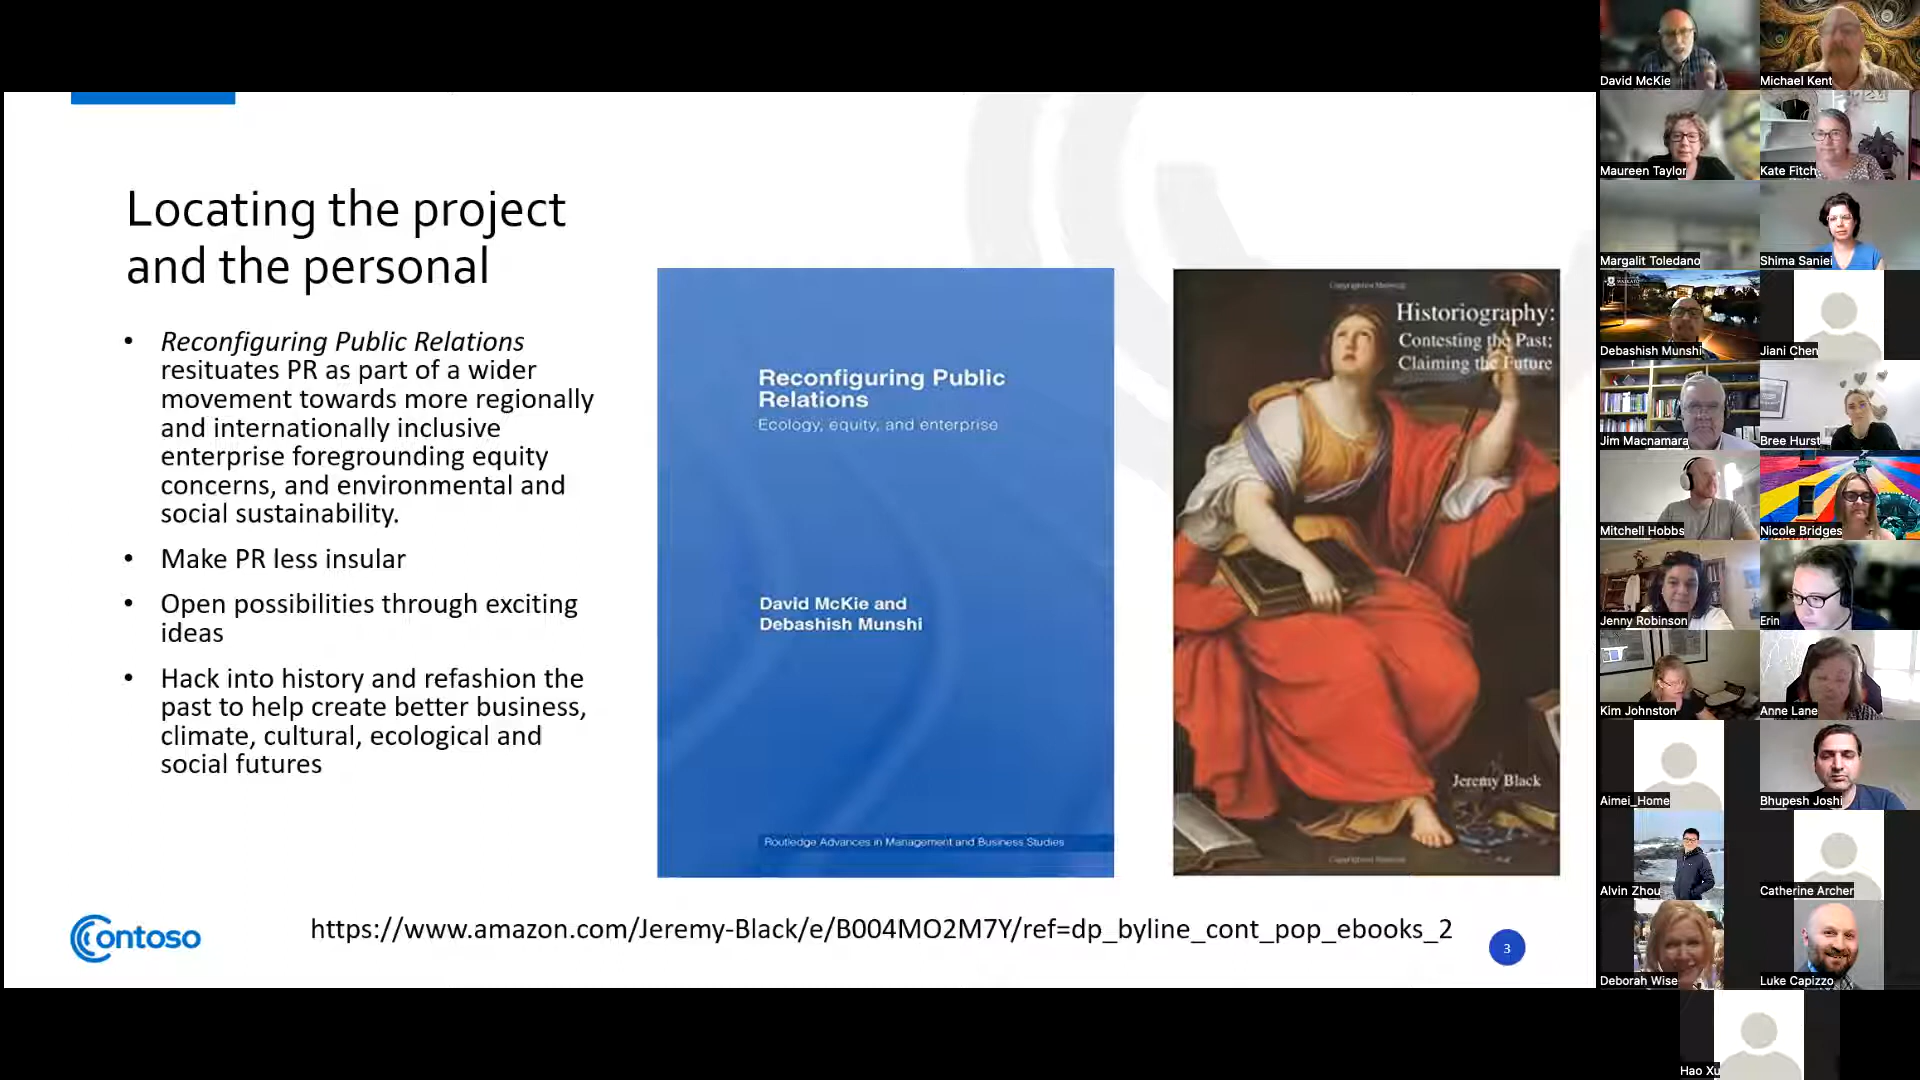 Locating the project
and the personal
• Reconfiguring Public Relations
resituates PR as part of a wider
movement towards more regionally
and internationally inclusive
enterprise foregrounding equity
concerns, and environmental and
social sustainability.
• Make PR less insular
• Open possibilities through exciting
ideas
• Hack into history and refashion the
past to help create better business,
climate, cultural, ecological and
social futures
Reconfiguring Public
Relations
Ecology, equity, and enterprise
David McKie and
Debashish Munshi
Routledge Advances in Management and Business Studies
Copyrighted Material
Historiography:
Contesting the Past;
Claiming the Future
Jeremy Black
Copyrighted Material
Contoso
https://www.amazon.com/Jeremy-Black/e/B004MO2M7Y/ref=dp_byline_cont_pop_ebooks_2
3
David McKie
Michael Kent
Maureen Taylor
Kate Fitch
Margalit Toledano
Shima Saniei
WAIKATO
Debashish Munshi
Jiani Chen
Jim Macnamara
Bree Hurst
Mitchell Hobbs
Nicole Bridges
Jenny Robinson
Erin
Kim Johnston
Anne Lane
Aimei_Home
Bhupesh Joshi
Alvin Zhou
Catherine Archer
Deborah Wise
Luke Capizzo
Hao Xu